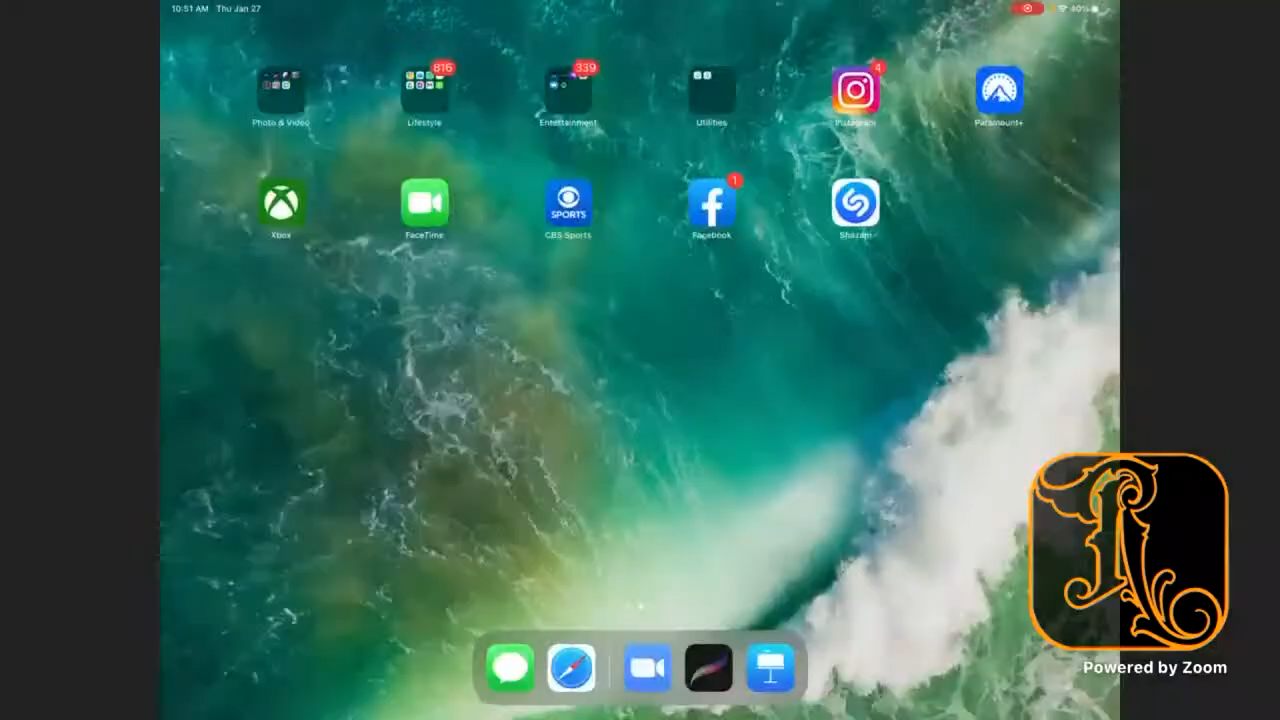 10:51 AM Thu Jan 27
40%
816
339
4
Photo & Video
Lifestyle
Entertainment
Utilities
Instagram
Paramount+
SPORTS
1
Xbox
FaceTime
CBS Sports
Facebook
Shazam
Powered by Zoom